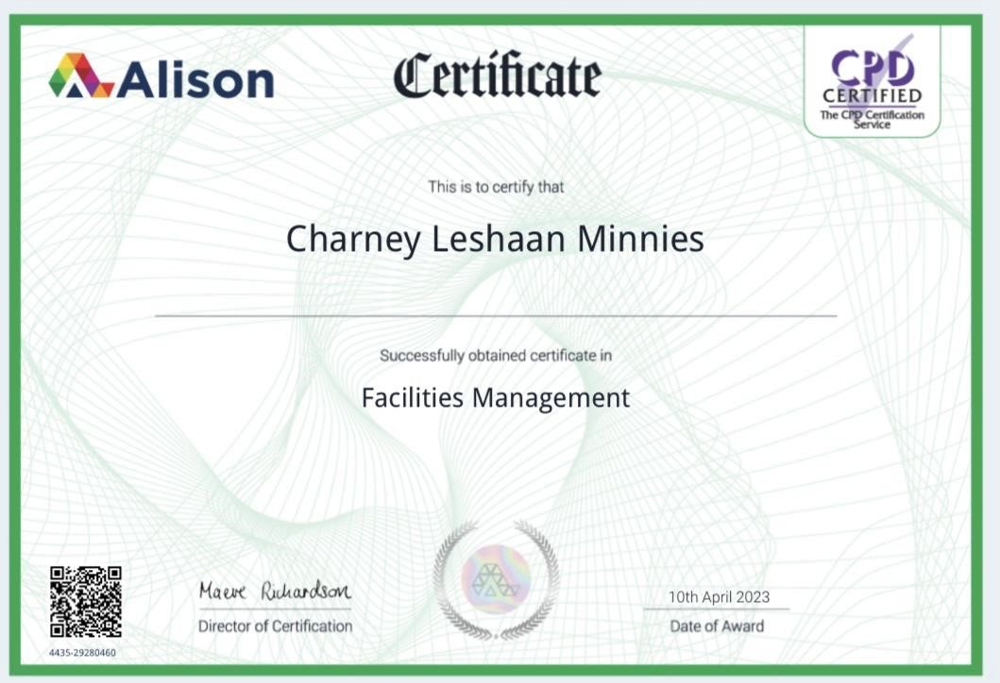 Alison
Certificate
CPD
CERTIFIED
The CPD Certification
Service
This is to certify that
Charney Leshaan Minnies
Successfully obtained certificate in
Facilities Management
Maeve Richardson
Director of Certification
10th April 2023
Date of Award
4435-29280460